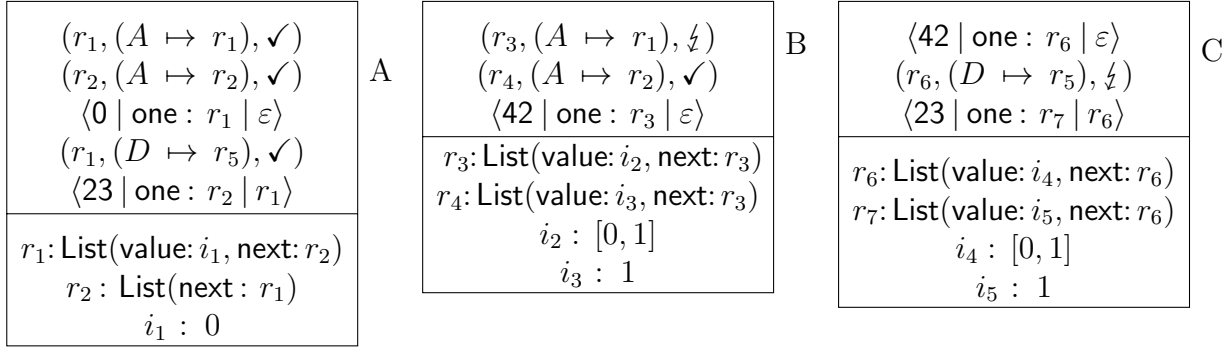 (r₁, (A ↦ r₁), ✓)
(r₂, (A ↦ r₂), ✓)
⟨0 | one : r₁ | ε⟩
(r₁, (D ↦ r₅), ✓)
⟨23 | one : r₂ | r₁⟩
r₁: List(value: i₁, next: r₂)
r₂ : List(next : r₁)
i₁ : 0
A
(r₃, (A ↦ r₁), ↯)
(r₄, (A ↦ r₂), ✓)
⟨42 | one : r₃ | ε⟩
r₃: List(value: i₂, next: r₃)
r₄: List(value: i₃, next: r₃)
i₂ : [0, 1]
i₃ : 1
B
⟨42 | one : r₆ | ε⟩
(r₆, (D ↦ r₅), ↯)
⟨23 | one : r₇ | r₆⟩
r₆: List(value: i₄, next: r₆)
r₇: List(value: i₅, next: r₆)
i₄ : [0, 1]
i₅ : 1
C